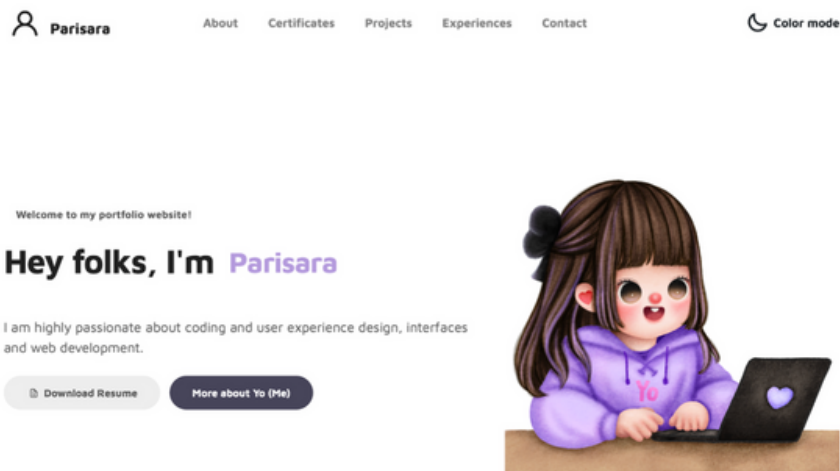 Parisara
About
Certificates
Projects
Experiences
Contact
Color mode
Welcome to my portfolio website!
Hey folks, I'm Parisara
I am highly passionate about coding and user experience design, interfaces
and web development.
Download Resume
More about Yo (Me)
Yo